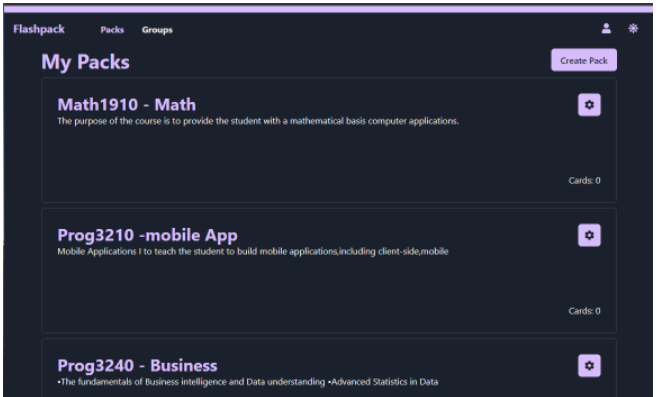 Flashpack Packs Groups
My Packs
Create Pack
Math1910 - Math
The purpose of the course is to provide the student with a mathematical basis computer applications.
Cards: 0
Prog3210 -mobile App
Mobile Applications I to teach the student to build mobile applications,including client-side,mobile
Cards: 0
Prog3240 - Business
•The fundamentals of Business intelligence and Data understanding •Advanced Statistics in Data